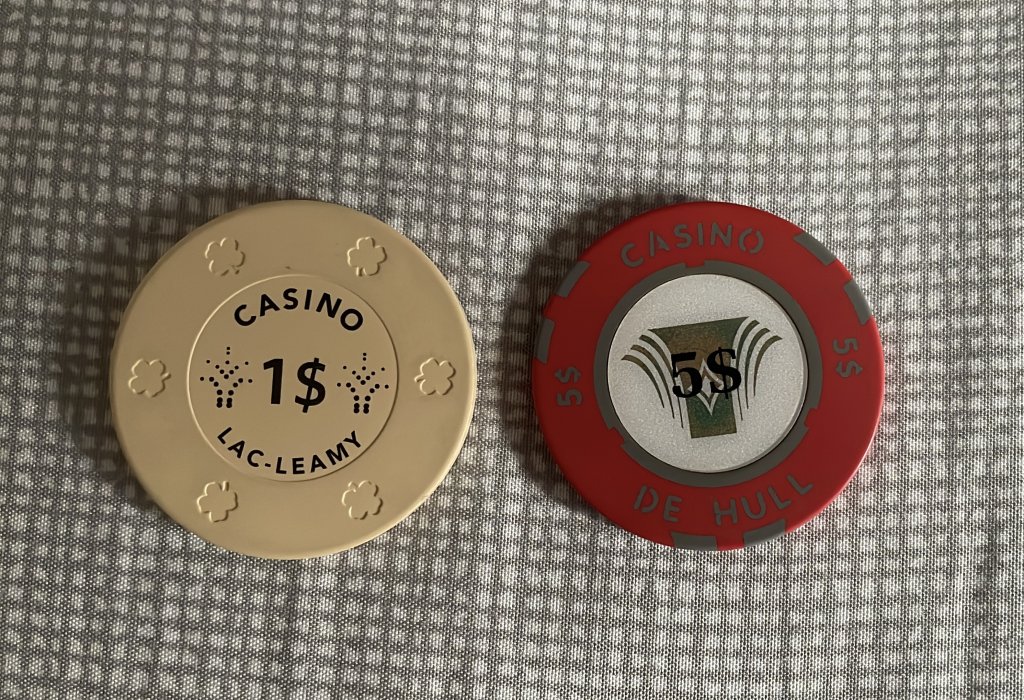 CASINO
1$
LAC-LEAMY
CASINO
5$
5$
5$
DE HULL